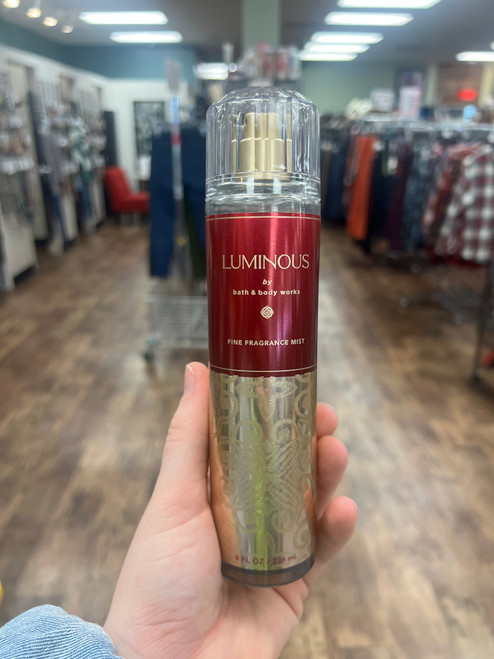 LUMINOUS
by
bath & body works
FINE FRAGRANCE MIST
8 FL OZ / 236 mL